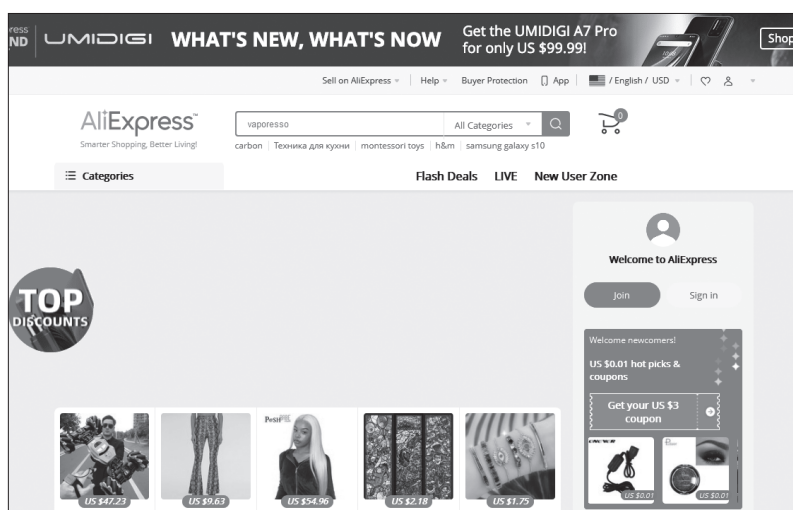 ress
ND
UMIDIGI
WHAT'S NEW, WHAT'S NOW
Get the UMIDIGI A7 Pro
for only US $99.99!
Shop
Sell on AliExpress
Help
Buyer Protection
App
/ English / USD
AliExpress™
Smarter Shopping, Better Living!
vaporesso
All Categories
0
carbon
Техника для кухни
montessori toys
h&m
samsung galaxy s10
Categories
Flash Deals
LIVE
New User Zone
Welcome to AliExpress
Join
Sign in
TOP
DISCOUNTS
Welcome newcomers!
US $0.01 hot picks &
coupons
Get your US $3
coupon
US $47.23
US $9.63
US $54.96
US $2.18
US $1.75
US $0.01
US $0.01